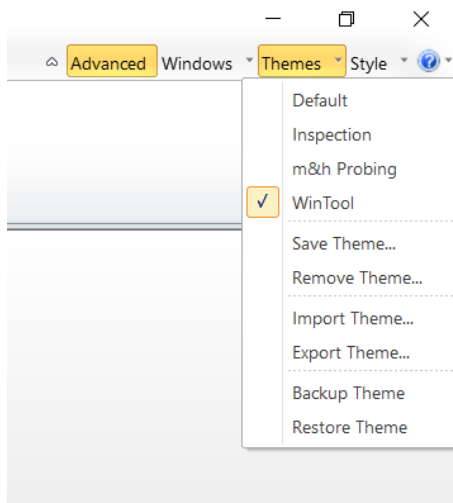 Advanced Windows Themes Style
Default
Inspection
m&h Probing
WinTool
Save Theme...
Remove Theme...
Import Theme...
Export Theme...
Backup Theme
Restore Theme